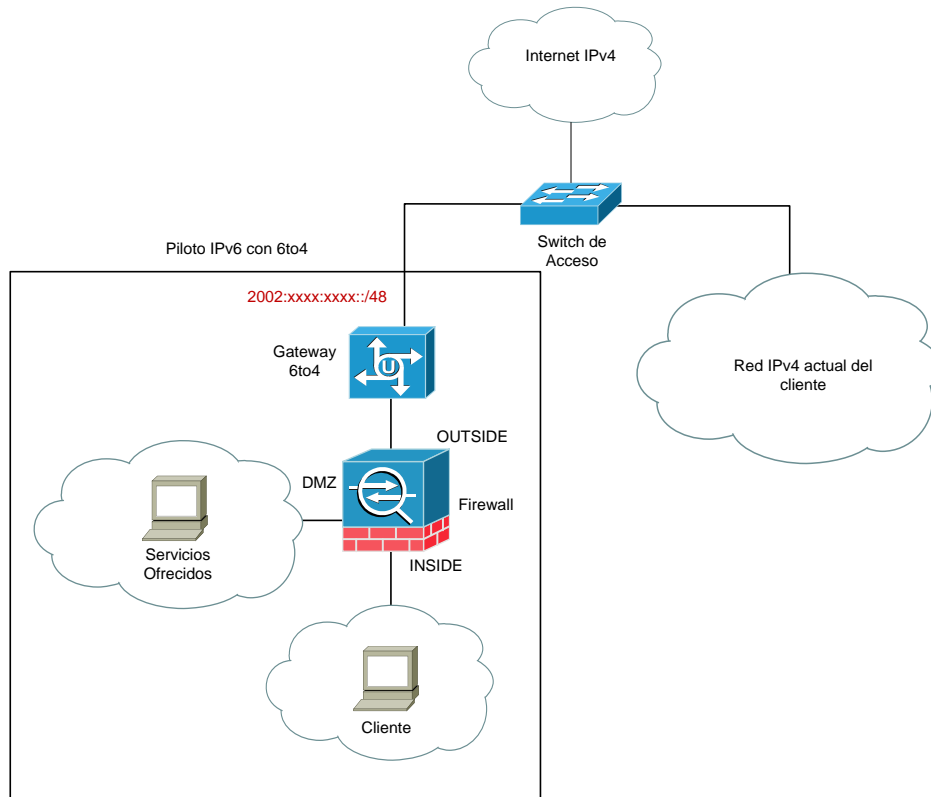 Internet IPv4
Switch de
Acceso
Piloto IPv6 con 6to4
2002:xxxx:xxxx::/48
Gateway
6to4
U
Red IPv4 actual del
cliente
OUTSIDE
DMZ
Firewall
INSIDE
Servicios
Ofrecidos
Cliente